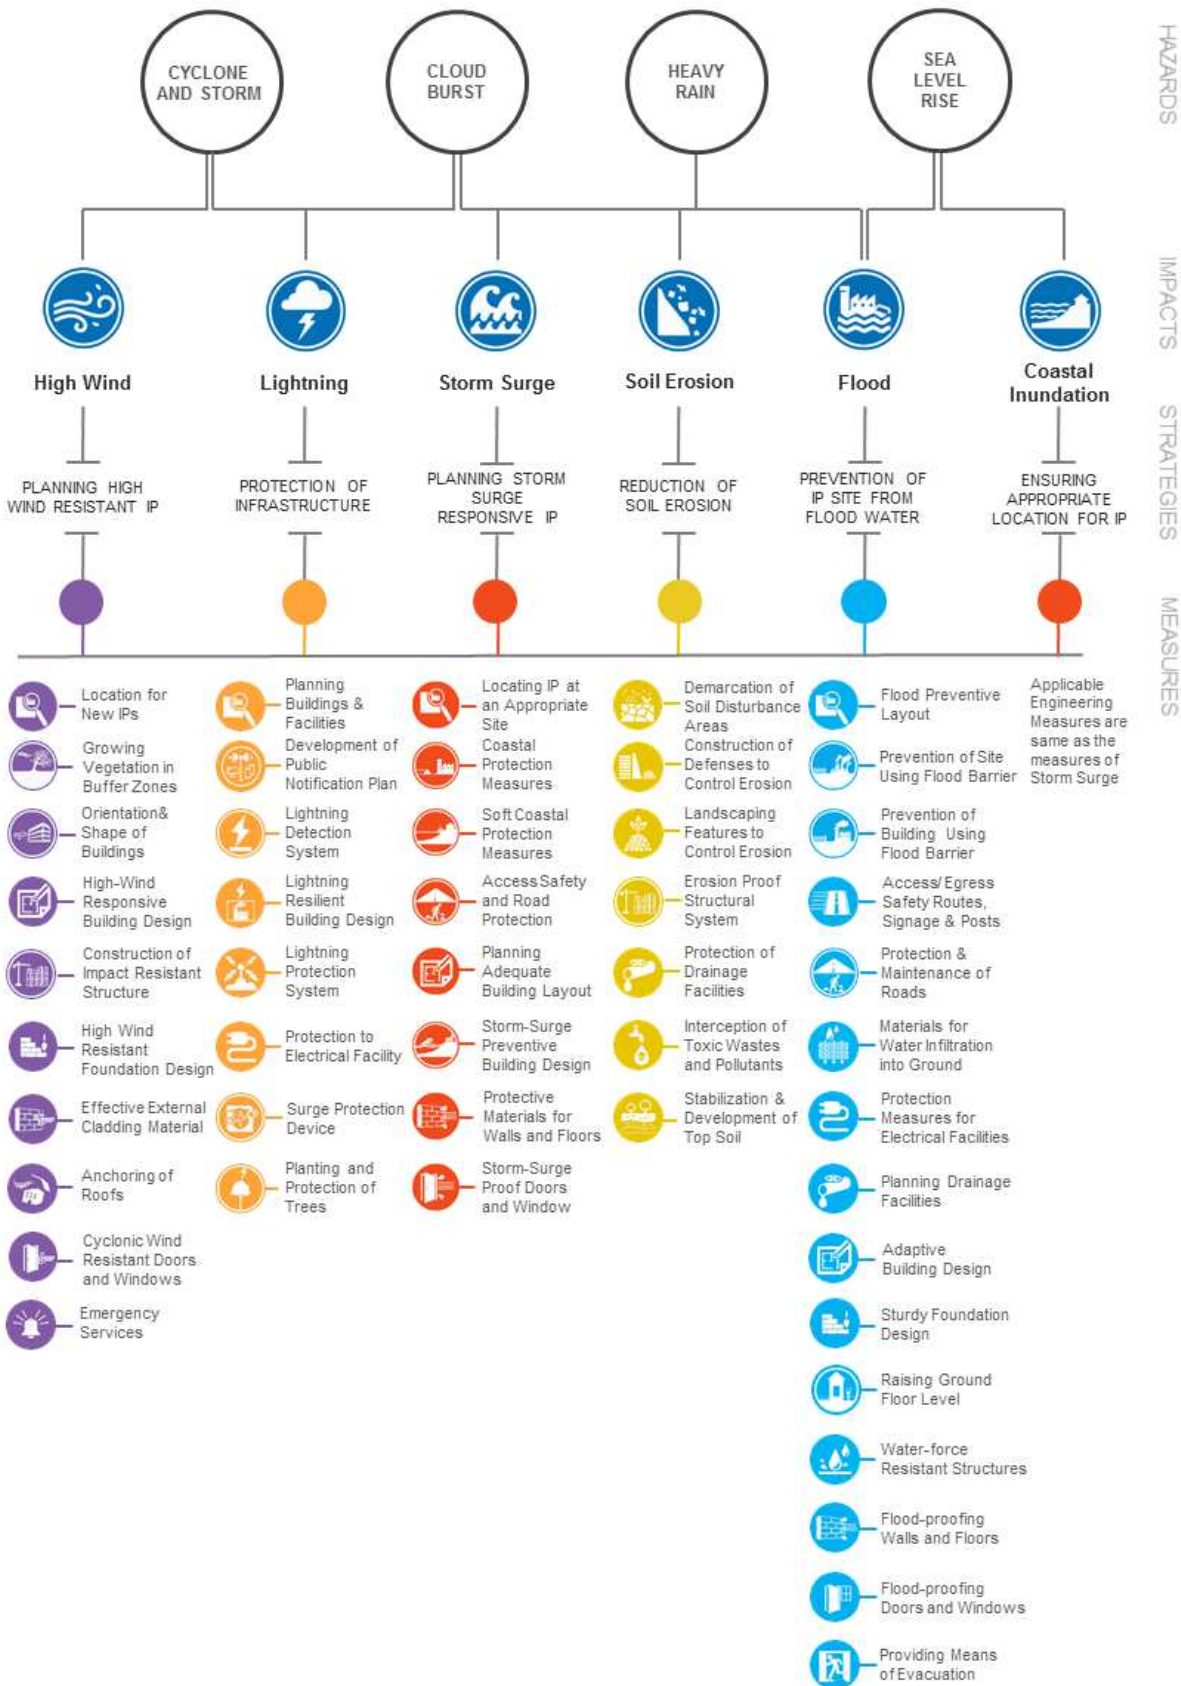 CYCLONE
AND STORM
CLOUD
BURST
HEAVY
RAIN
SEA
LEVEL
RISE
HAZARDS
IMPACTS
High Wind
Lightning
Storm Surge
Soil Erosion
Flood
Coastal
Inundation
STRATEGIES
PLANNING HIGH
WIND RESISTANT IP
PROTECTION OF
INFRASTRUCTURE
PLANNING STORM
SURGE
RESPONSIVE IP
REDUCTION OF
SOIL EROSION
PREVENTION OF
IP SITE FROM
FLOOD WATER
ENSURING
APPROPRIATE
LOCATION FOR IP
MEASURES
Location for
New IPs
Growing
Vegetation in
Buffer Zones
Orientation&
Shape of
Buildings
High-Wind
Responsive
Building Design
Construction of
Impact Resistant
Structure
High Wind
Resistant
Foundation Design
Effective External
Cladding Material
Anchoring of
Roofs
Cyclonic Wind
Resistant Doors
and Windows
Emergency
Services
Planning
Buildings &
Facilities
Development of
Public
Notification Plan
Lightning
Detection
System
Lightning
Resilient
Building Design
Lightning
Protection
System
Protection to
Electrical Facility
Surge Protection
Device
Planting and
Protection of
Trees
Locating IP at
an Appropriate
Site
Coastal
Protection
Measures
Soft Coastal
Protection
Measures
Access Safety
and Road
Protection
Planning
Adequate
Building Layout
Storm-Surge
Preventive
Building Design
Protective
Materials for
Walls and Floors
Storm-Surge
Proof Doors
and Window
Demarcation of
Soil Disturbance
Areas
Construction of
Defenses to
Control Erosion
Landscaping
Features to
Control Erosion
Erosion Proof
Structural
System
Protection of
Drainage
Facilities
Interception of
Toxic Wastes
and Pollutants
Stabilization &
Development of
Top Soil
Flood Preventive
Layout
Prevention of Site
Using Flood Barrier
Prevention of
Building Using
Flood Barrier
Access/ Egress
Safety Routes,
Signage & Posts
Protection &
Maintenance of
Roads
Materials for
Water Infiltration
into Ground
Protection
Measures for
Electrical Facilities
Planning Drainage
Facilities
Adaptive
Building Design
Sturdy Foundation
Design
Raising Ground
Floor Level
Water-force
Resistant Structures
Flood-proofing
Walls and Floors
Flood-proofing
Doors and Windows
Providing Means
of Evacuation
Applicable
Engineering
Measures are
same as the
measures of
Storm Surge